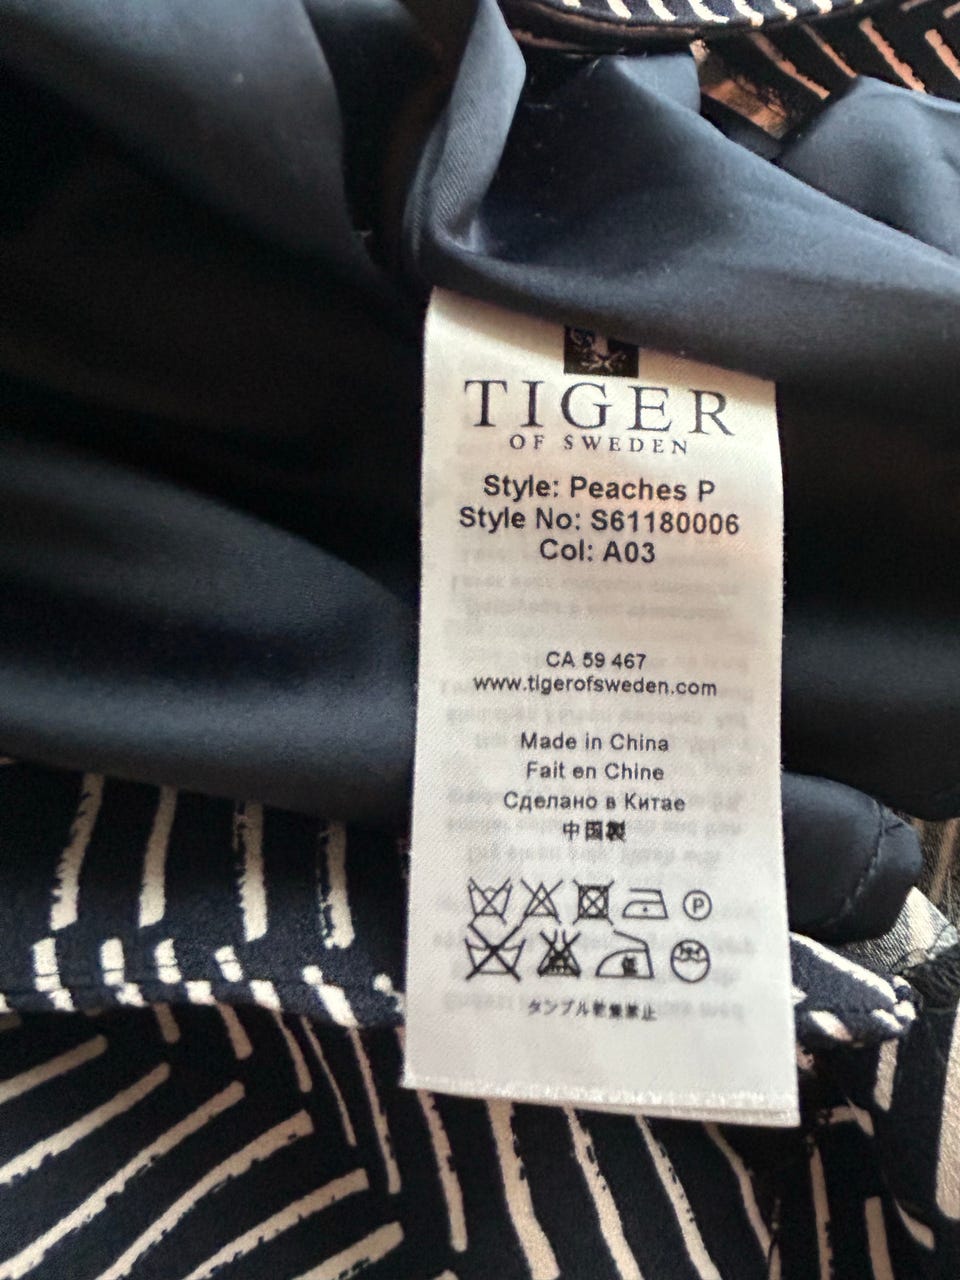 TIGER
OF SWEDEN
Style: Peaches P
Style No: S61180006
Col: A03
CA 59 467
www.tigerofsweden.com
Made in China
Fait en Chine
Сделано в Китае
中国製
P
タンブル乾燥禁止